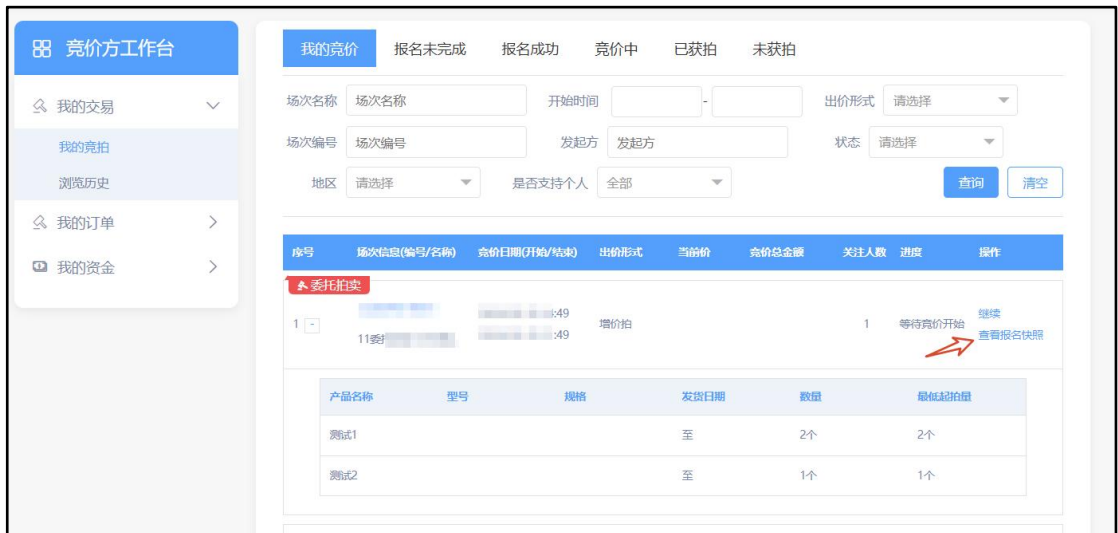 竞价方工作台
我的交易
我的竞拍
浏览历史
我的订单
我的资金
我的竞价 报名未完成 报名成功 竞价中 已获拍 未获拍
场次名称 场次名称 开始时间 - 出价形式 请选择
场次编号 场次编号 发起方 发起方 状态 请选择
地区 请选择 是否支持个人 全部 查询 清空
序号 场次信息(编号/名称) 竞价日期(开始/结束) 出价形式 当前价 竞价总金额 关注人数 进度 操作
委托拍卖
:49 继续
1 - 增价拍 1 等待竞价开始
11委 :49 查看报名快照
产品名称 型号 规格 发货日期 数量 最低起拍量
测试1 至 2个 2个
测试2 至 1个 1个